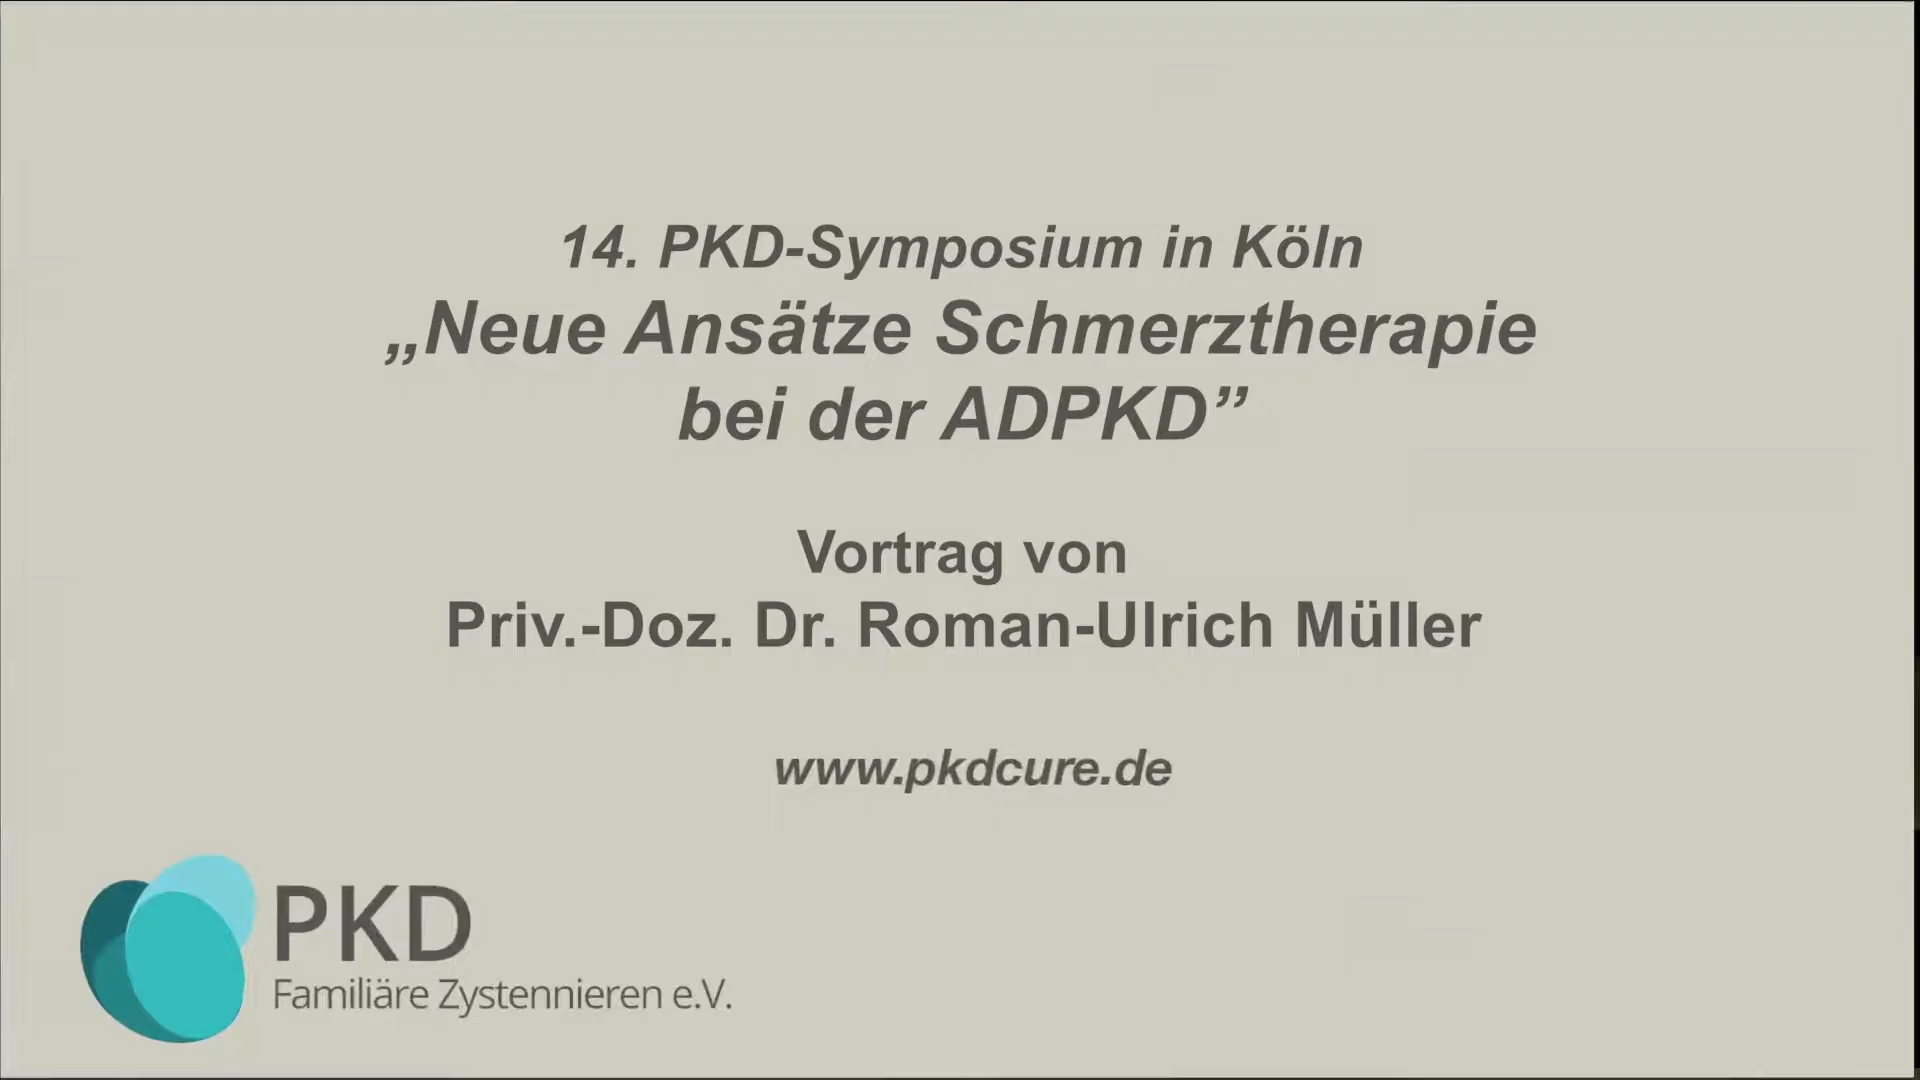 14. PKD-Symposium in Köln
„Neue Ansätze Schmerztherapie
bei der ADPKD”
Vortrag von
Priv.-Doz. Dr. Roman-Ulrich Müller
www.pkdcure.de
PKD
Familiäre Zystennieren e.V.